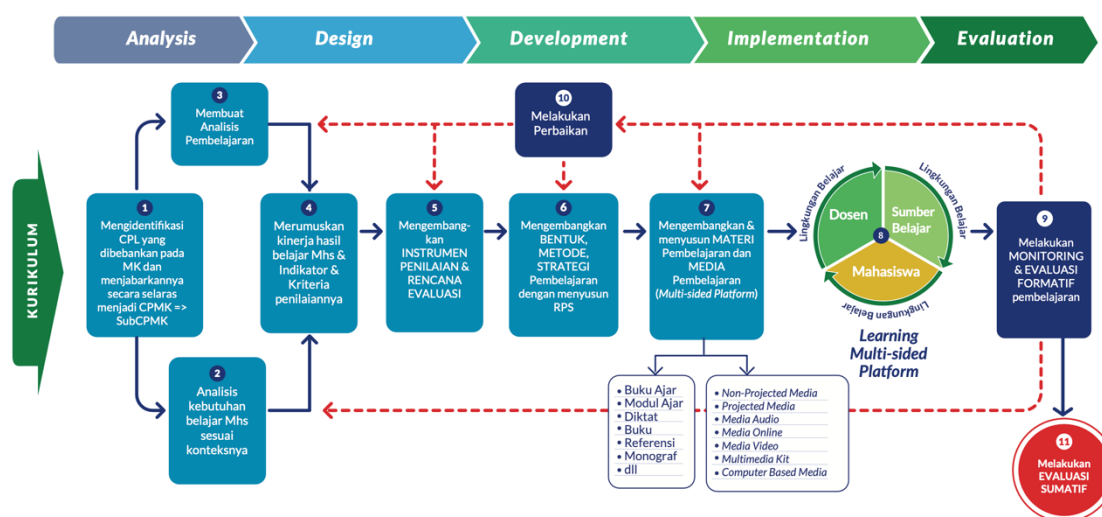 Analysis
Design
Development
Implementation
Evaluation
KURIKULUM
1
Mengidentifikasi
CPL yang
dibebankan pada
MK dan
menjabarkannya
secara selaras
menjadi CPMK =>
SubCPMK
2
Analisis
kebutuhan
belajar Mhs
sesuai
konteksnya
3
Membuat
Analisis
Pembelajaran
4
Merumuskan
kinerja hasil
belajar Mhs &
Indikator &
Kriteria
penilaiannya
5
Mengembang-
kan
INSTRUMEN
PENILAIAN &
RENCANA
EVALUASI
6
Mengembangkan
BENTUK,
METODE,
STRATEGI
Pembelajaran
dengan menyusun
RPS
7
Mengembangkan &
menyusun MATERI
Pembelajaran dan
MEDIA
Pembelajaran
(Multi-sided Platform)
Buku Ajar
Modul Ajar
Diktat
Buku
Referensi
Monograf
dll
Non-Projected Media
Projected Media
Media Audio
Media Online
Media Video
Multimedia Kit
Computer Based Media
Lingkungan Belajar
Lingkungan Belajar
Lingkungan Belajar
Dosen
Sumber
Belajar
8
Mahasiswa
Learning
Multi-sided
Platform
9
Melakukan
MONITORING
& EVALUASI
FORMATIF
pembelajaran
10
Melakukan
Perbaikan
11
Melakukan
EVALUASI
SUMATIF